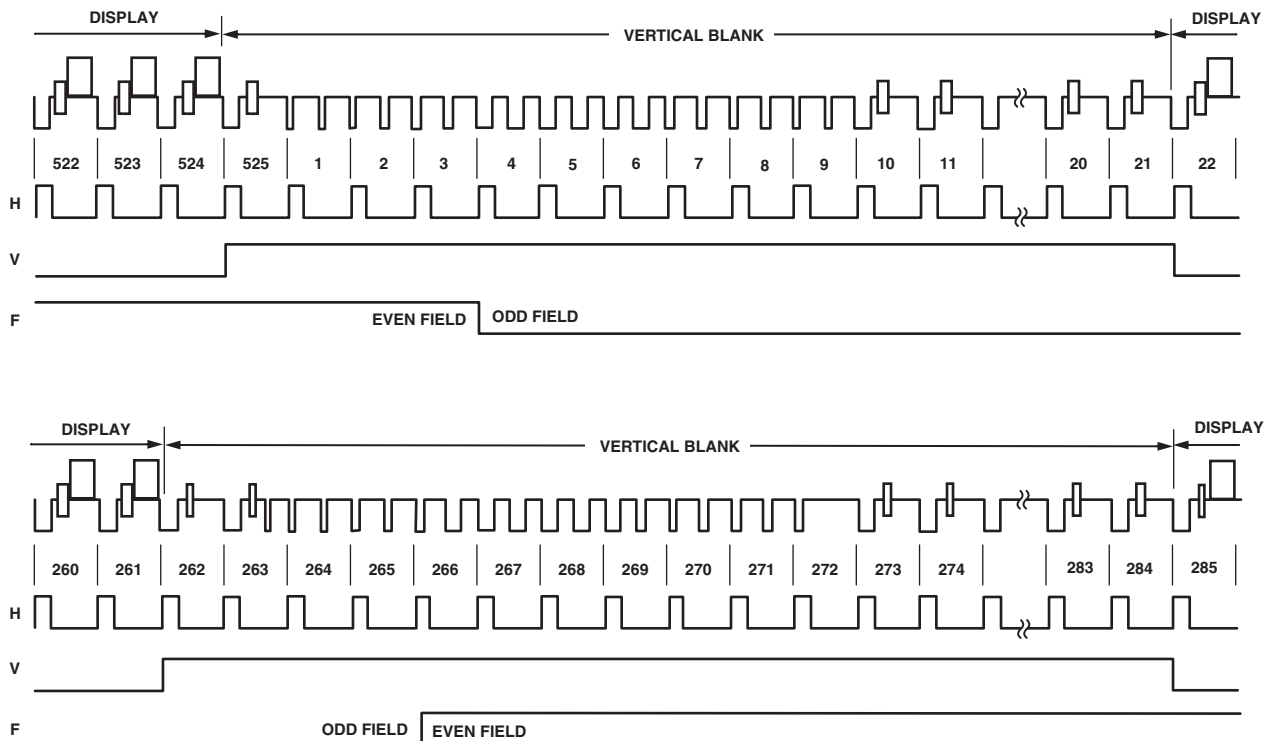 DISPLAY VERTICAL BLANK DISPLAY
522 523 524 525 1 2 3 4 5 6 7 8 9 10 11 20 21 22
H
V
F EVEN FIELD ODD FIELD
DISPLAY VERTICAL BLANK DISPLAY
260 261 262 263 264 265 266 267 268 269 270 271 272 273 274 283 284 285
H
V
F ODD FIELD EVEN FIELD